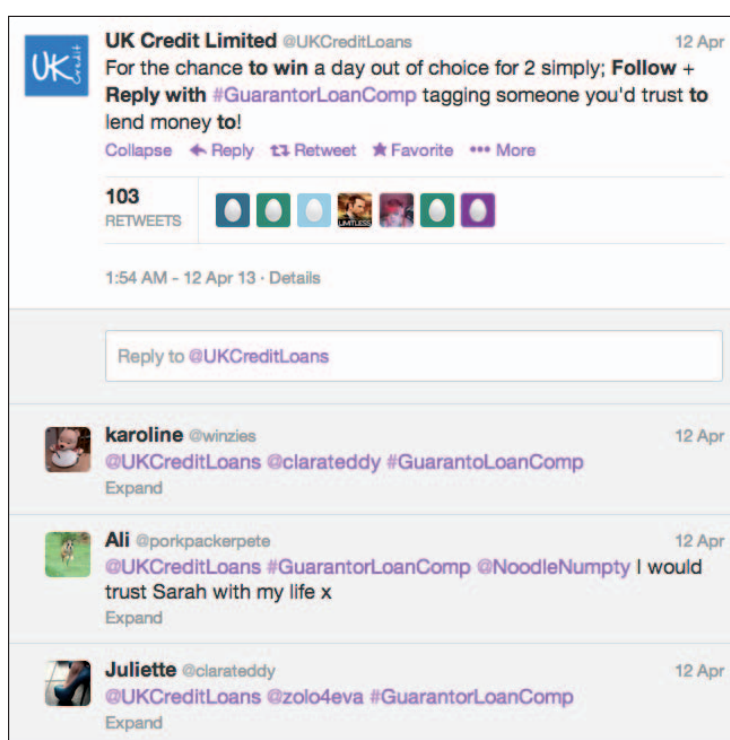 UK Credit
UK Credit Limited @UKCreditLoans 12 Apr
For the chance to win a day out of choice for 2 simply; Follow +
Reply with #GuarantorLoanComp tagging someone you'd trust to
lend money to!
Collapse Reply Retweet Favorite More
103
RETWEETS
LIMITLESS
1:54 AM - 12 Apr 13 · Details
Reply to @UKCreditLoans
karoline @winzies 12 Apr
@UKCreditLoans @clarateddy #GuarantoLoanComp
Expand
Ali @porkpackerpete 12 Apr
@UKCreditLoans #GuarantorLoanComp @NoodleNumpty I would
trust Sarah with my life x
Expand
Juliette @clarateddy 12 Apr
@UKCreditLoans @zolo4eva #GuarantorLoanComp
Expand